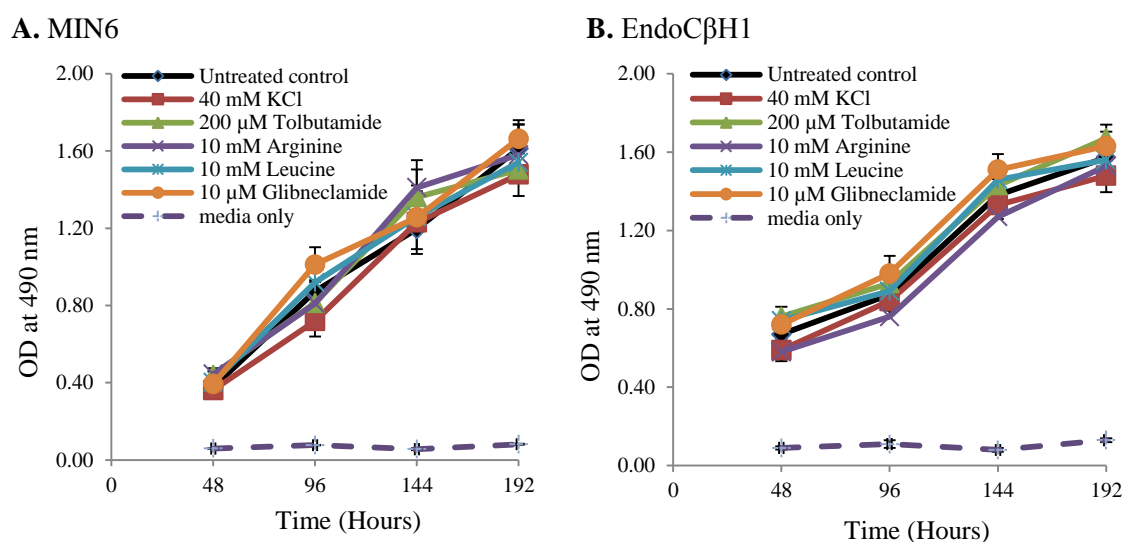 A. MIN6
2.00
1.60
1.20
0.80
0.40
0.00
OD at 490 nm
Untreated control
40 mM KCl
200 µM Tolbutamide
10 mM Arginine
10 mM Leucine
10 µM Glibneclamide
media only
0 48 96 144 192
Time (Hours)
B. EndoCβH1
2.00
1.60
1.20
0.80
0.40
0.00
OD at 490 nm
Untreated control
40 mM KCl
200 µM Tolbutamide
10 mM Arginine
10 mM Leucine
10 µM Glibneclamide
media only
0 48 96 144 192
Time (Hours)